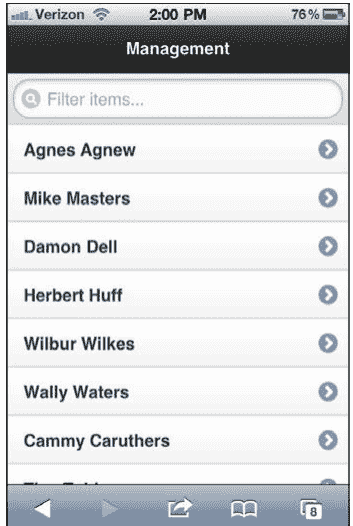 Verizon 2:00 PM 76%
Management
Filter items...
Agnes Agnew
Mike Masters
Damon Dell
Herbert Huff
Wilbur Wilkes
Wally Waters
Cammy Caruthers
8